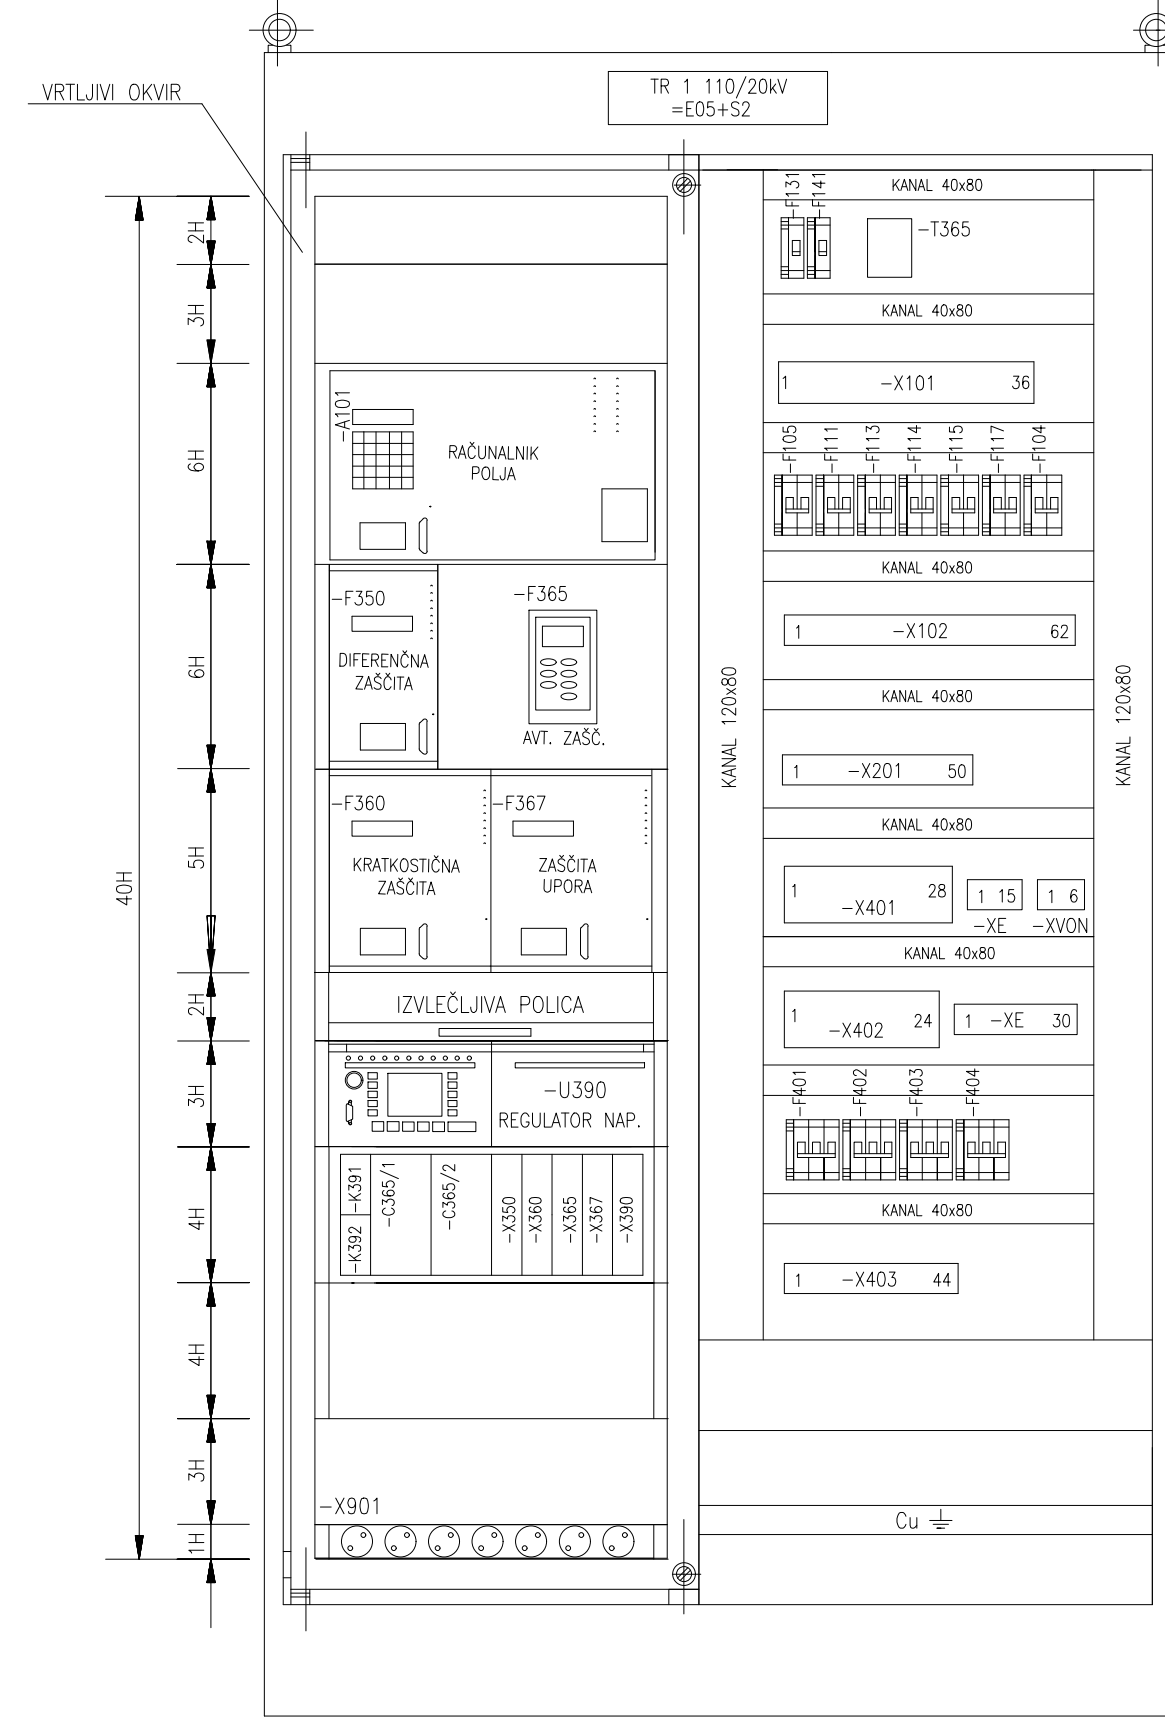 VRTLJIVI OKVIR
TR 1 110/20kV
=E05+S2
40H
2H
3H
6H
6H
5H
2H
3H
4H
4H
3H
1H
-A101
RAČUNALNIK
POLJA
-F350
DIFERENČNA
ZAŠČITA
-F365
AVT. ZAŠČ.
-F360
KRATKOSTIČNA
ZAŠČITA
-F367
ZAŠČITA
UPORA
IZVLEČLJIVA POLICA
-U390
REGULATOR NAP.
-K391
-K392
-C365/1
-C365/2
-X350
-X360
-X365
-X367
-X390
-X901
KANAL 120x80
KANAL 40x80
-F131
-F141
-T365
KANAL 40x80
1 -X101 36
-F105
-F111
-F113
-F114
-F115
-F117
-F104
KANAL 40x80
1 -X102 62
KANAL 40x80
1 -X201 50
KANAL 40x80
1 -X401 28
1 15
-XE
1 6
-XVON
KANAL 40x80
1 -X402 24
1 -XE 30
-F401
-F402
-F403
-F404
KANAL 40x80
1 -X403 44
KANAL 120x80
Cu